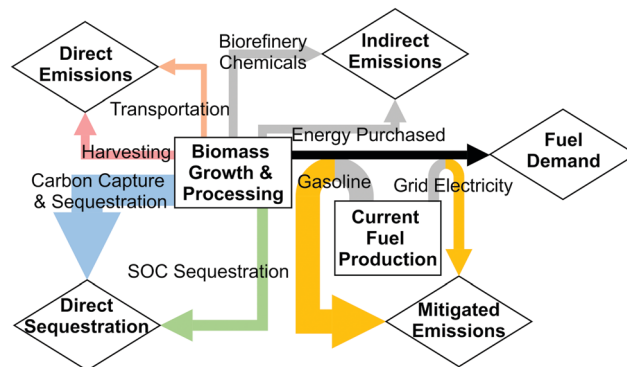 Direct
Emissions
Biorefinery
Chemicals
Indirect
Emissions
Transportation
Energy Purchased
Harvesting
Biomass
Growth &
Processing
Fuel
Demand
Carbon Capture
& Sequestration
Gasoline
Grid Electricity
Current
Fuel
Production
SOC Sequestration
Direct
Sequestration
Mitigated
Emissions